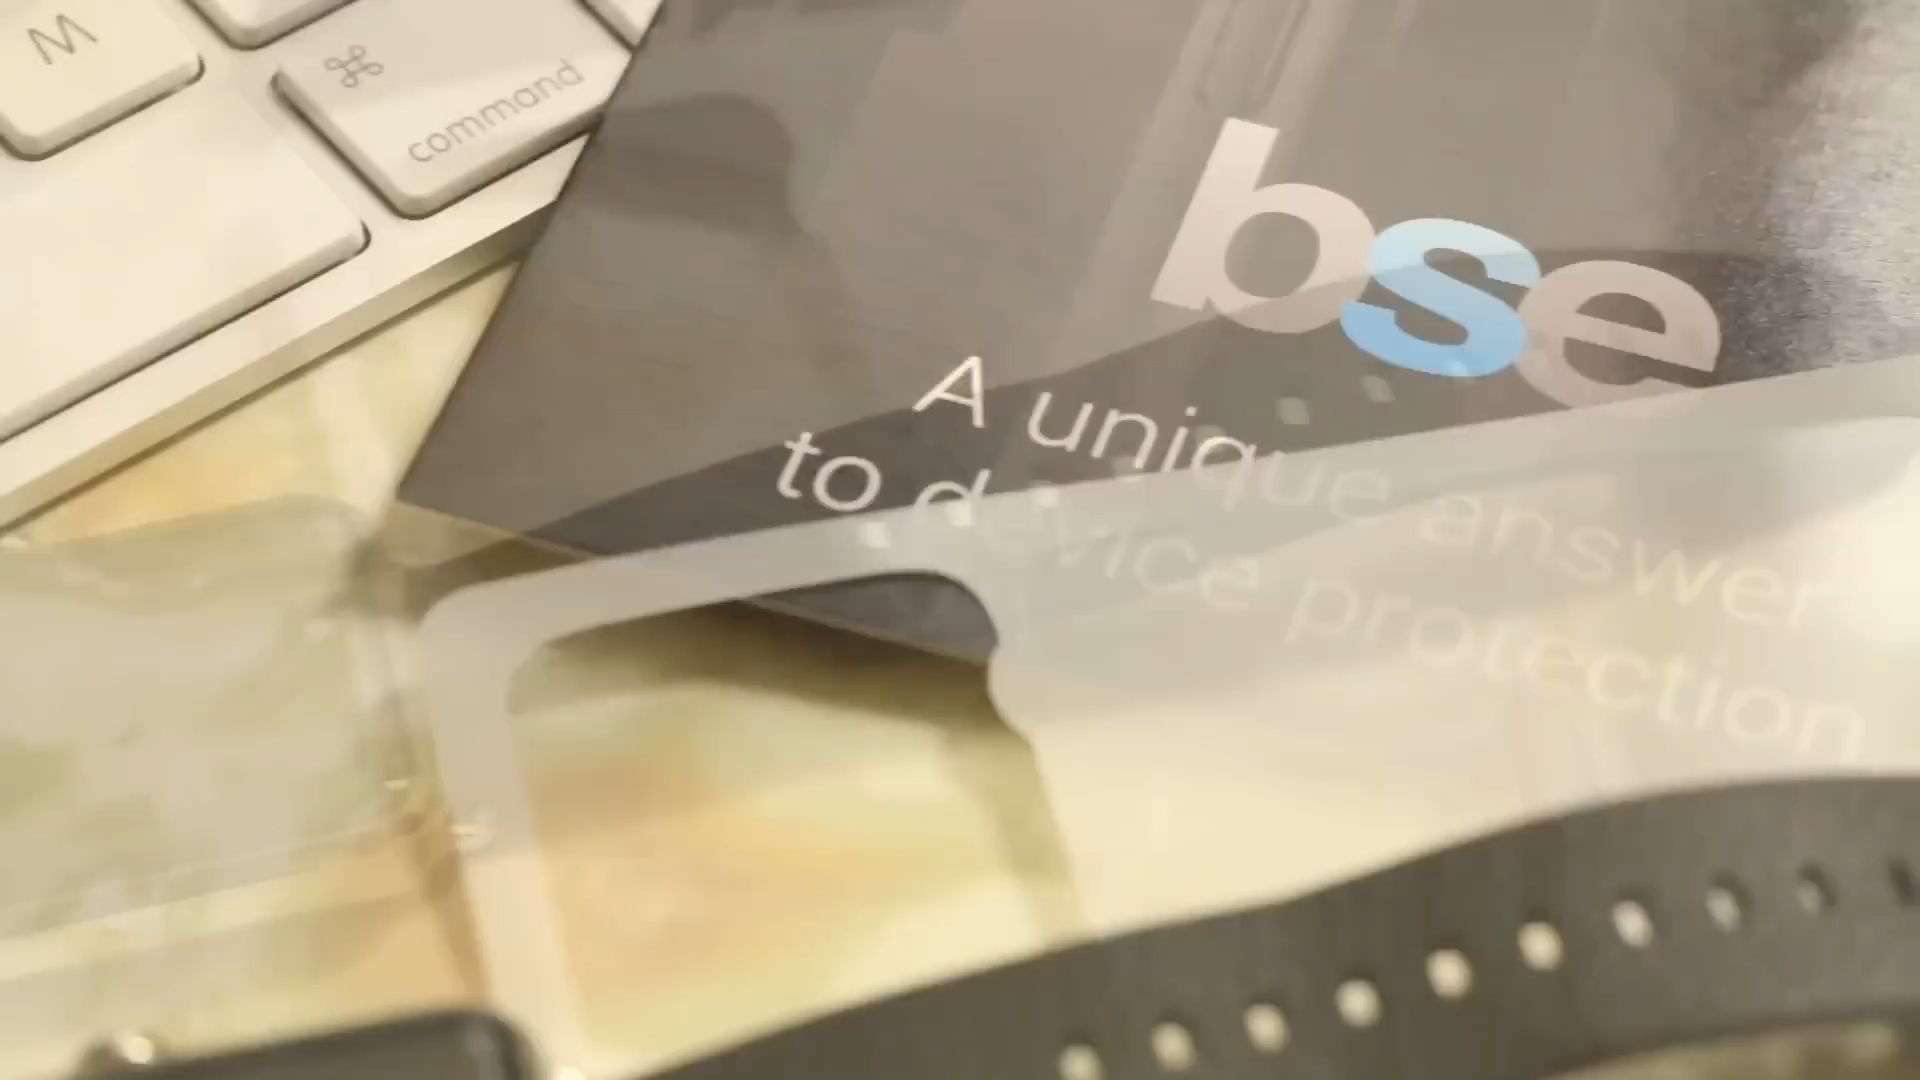 M
⌘
command
bse
A unique answer
to device protection